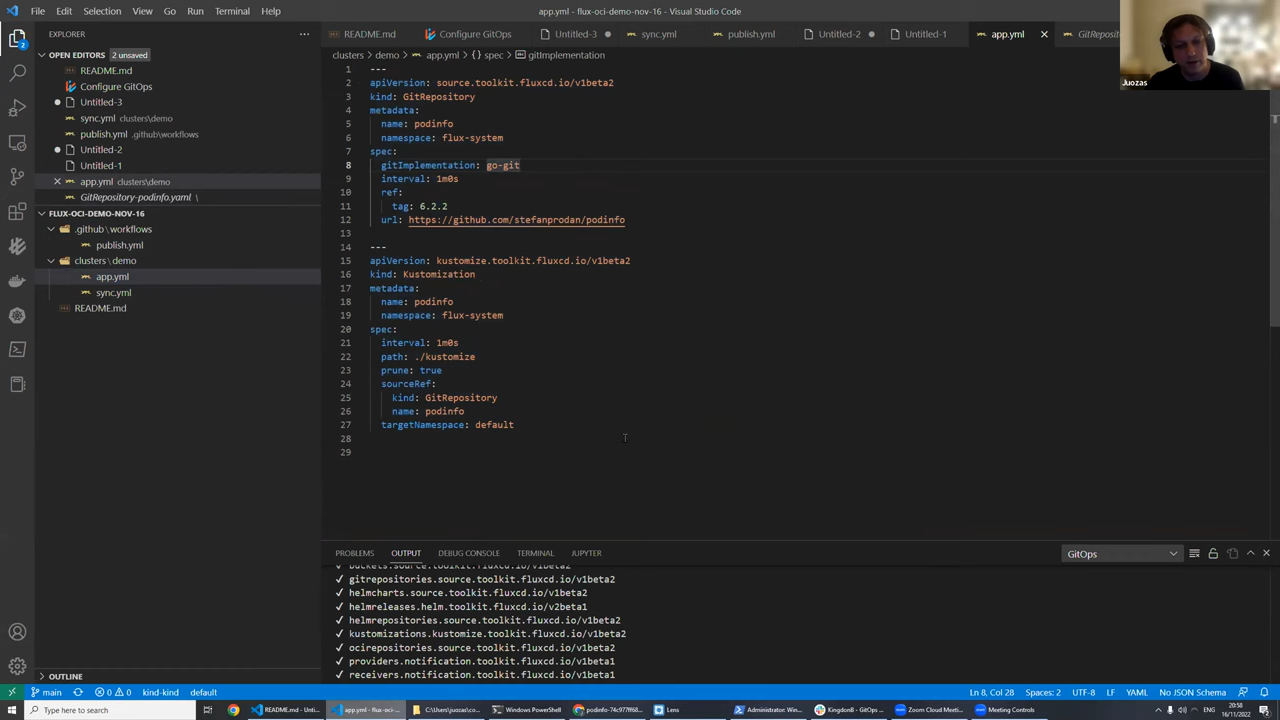 File Edit Selection View Go Run Terminal Help
app.yml - flux-oci-demo-nov-16 - Visual Studio Code
EXPLORER
README.md
Configure GitOps
Untitled-3
sync.yml
publish.yml
Untitled-2
Untitled-1
app.yml
Juozas
OPEN EDITORS 2 unsaved
README.md
Configure GitOps
Untitled-3
sync.yml clusters\demo
publish.yml .github\workflows
Untitled-2
Untitled-1
app.yml clusters\demo
GitRepository-podinfo.yaml \
FLUX-OCI-DEMO-NOV-16
.github\workflows
publish.yml
clusters\demo
app.yml
sync.yml
README.md
OUTLINE
clusters > demo > app.yml > {} spec > gitImplementation
1 ---
2 apiVersion: source.toolkit.fluxcd.io/v1beta2
3 kind: GitRepository
4 metadata:
5 name: podinfo
6 namespace: flux-system
7 spec:
8 gitImplementation: go-git
9 interval: 1m0s
10 ref:
11 tag: 6.2.2
12 url: https://github.com/stefanprodan/podinfo
13
14 ---
15 apiVersion: kustomize.toolkit.fluxcd.io/v1beta2
16 kind: Kustomization
17 metadata:
18 name: podinfo
19 namespace: flux-system
20 spec:
21 interval: 1m0s
22 path: ./kustomize
23 prune: true
24 sourceRef:
25 kind: GitRepository
26 name: podinfo
27 targetNamespace: default
28
29
PROBLEMS OUTPUT DEBUG CONSOLE TERMINAL JUPYTER
GitOps
buckets.source.toolkit.fluxcd.io/v1beta2
✓ gitrepositories.source.toolkit.fluxcd.io/v1beta2
✓ helmcharts.source.toolkit.fluxcd.io/v1beta2
✓ helmreleases.helm.toolkit.fluxcd.io/v2beta1
✓ helmrepositories.source.toolkit.fluxcd.io/v1beta2
✓ kustomizations.kustomize.toolkit.fluxcd.io/v1beta2
✓ ocirepositories.source.toolkit.fluxcd.io/v1beta2
✓ providers.notification.toolkit.fluxcd.io/v1beta1
✓ receivers.notification.toolkit.fluxcd.io/v1beta1
main 0 0 kind-kind default
Ln 8, Col 28 Spaces: 2 UTF-8 LF YAML No JSON Schema
Type here to search
README.md - Unti...
app.yml - flux-oci-...
C:\Users\juozas\co...
Windows PowerShell
podinfo-74c977f68...
Lens
Administrator: Win...
KingdonB - GitOps ...
Zoom Cloud Meetin...
Meeting Controls
ENG
20:58
16/11/2022